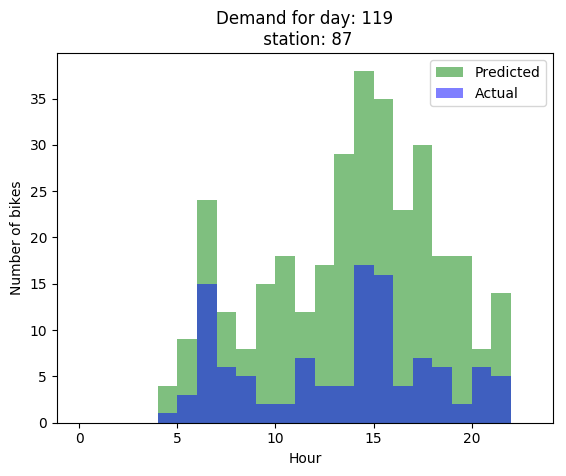 Demand for day: 119
station: 87
Predicted
Actual
Number of bikes
35
30
25
20
15
10
5
0
0
5
10
15
20
Hour